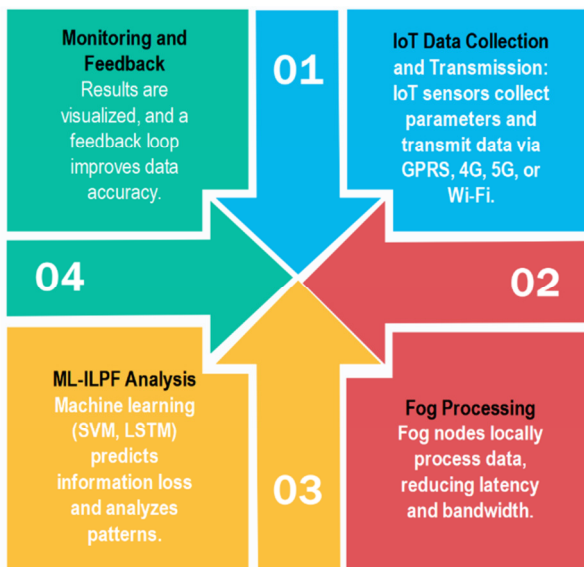 01
IoT Data Collection
and Transmission:
IoT sensors collect
parameters and
transmit data via
GPRS, 4G, 5G, or
Wi-Fi.
02
Fog Processing
Fog nodes locally
process data,
reducing latency
and bandwidth.
03
ML-ILPF Analysis
Machine learning
(SVM, LSTM)
predicts
information loss
and analyzes
patterns.
04
Monitoring and
Feedback
Results are
visualized, and a
feedback loop
improves data
accuracy.